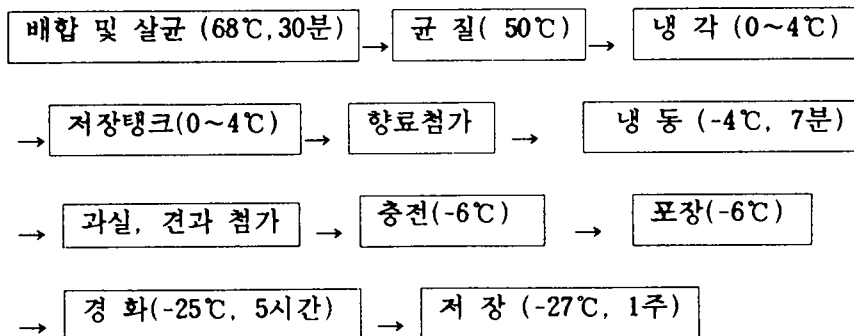 배합 및 살균 (68℃,30분) → 균 질( 50℃) → 냉 각 (0~4℃)
→ 저장탱크(0~4℃) → 향료첨가 → 냉 동 (-4℃, 7분)
→ 과실, 견과 첨가 → 충전(-6℃) → 포장(-6℃)
→ 경 화(-25℃, 5시간) → 저 장 (-27℃, 1주)